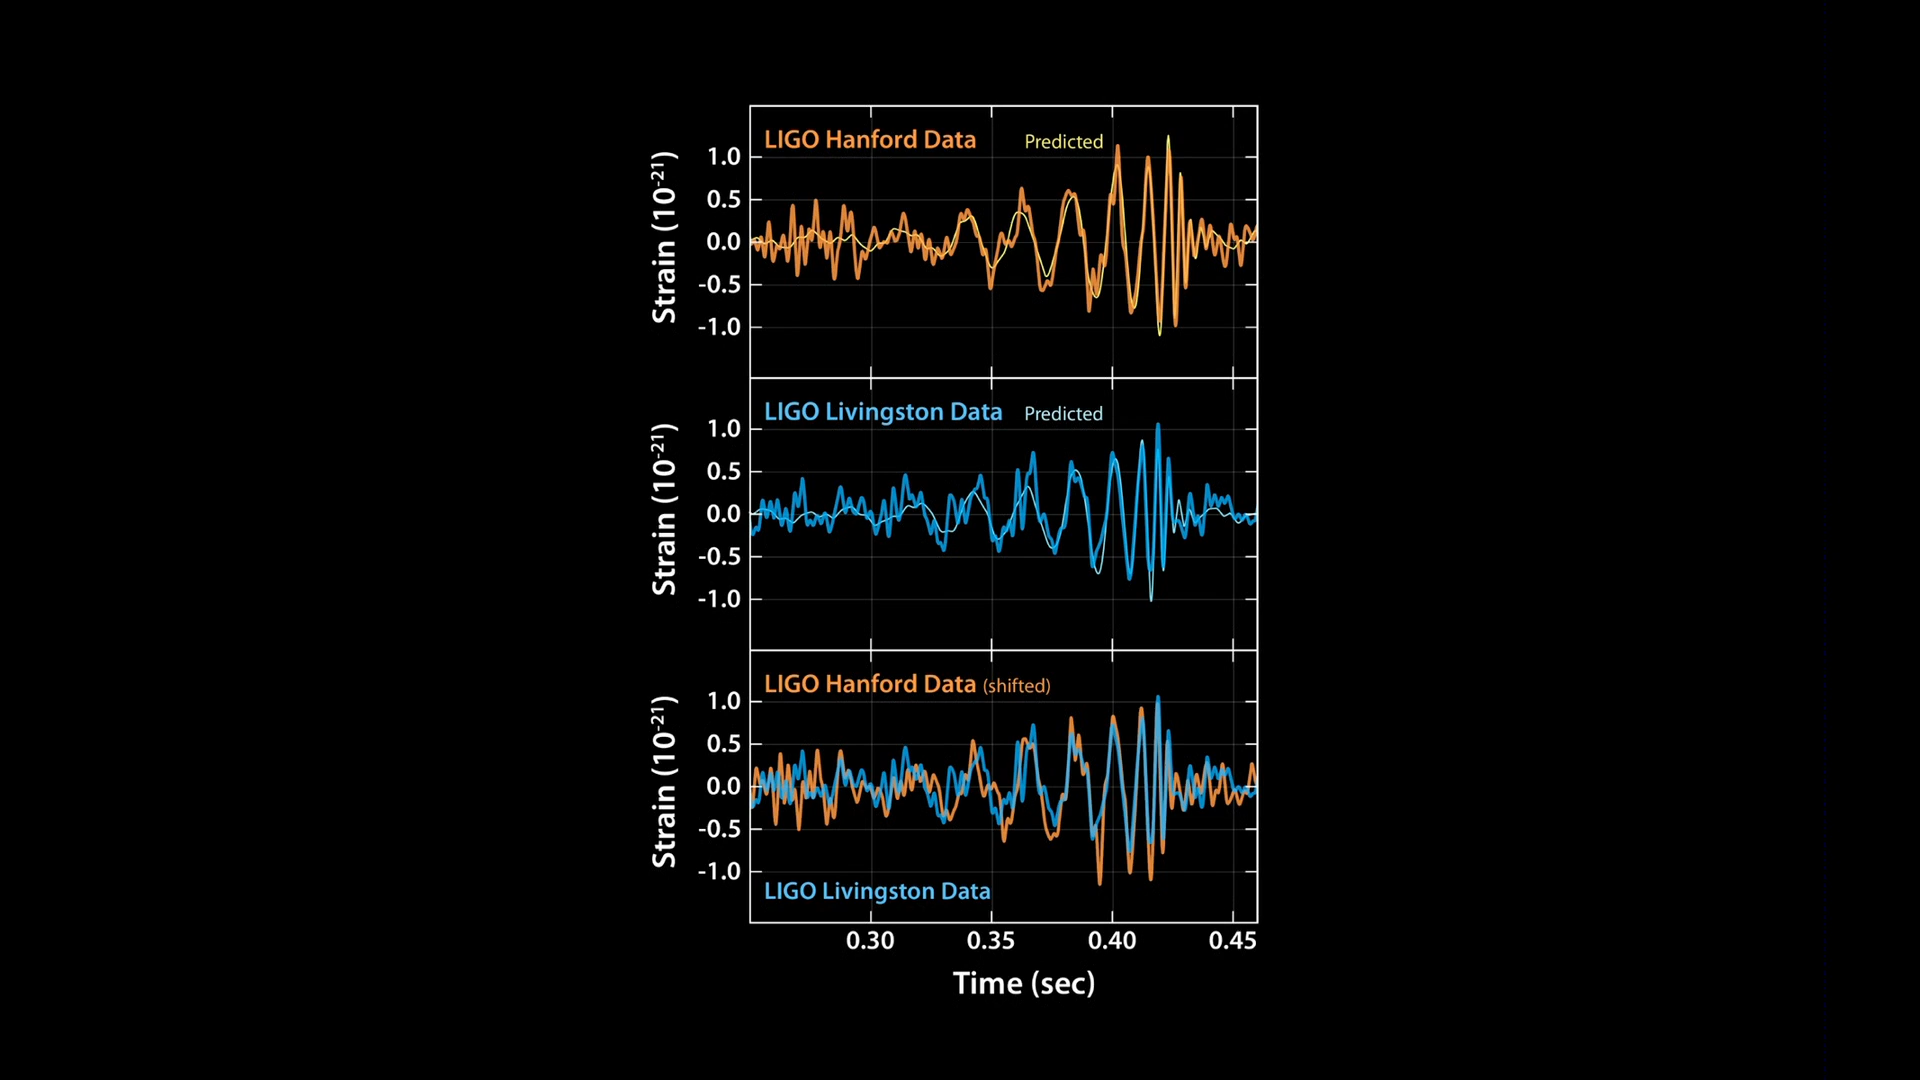 LIGO Hanford Data Predicted
Strain (10⁻²¹)
1.0
0.5
0.0
-0.5
-1.0
LIGO Livingston Data Predicted
Strain (10⁻²¹)
1.0
0.5
0.0
-0.5
-1.0
LIGO Hanford Data (shifted)
Strain (10⁻²¹)
1.0
0.5
0.0
-0.5
-1.0
LIGO Livingston Data
0.30 0.35 0.40 0.45
Time (sec)